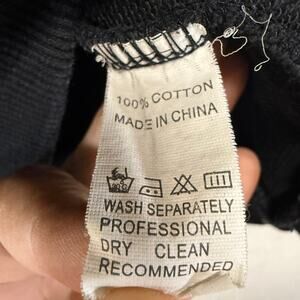 100% COTTON
MADE IN CHINA
WASH SEPARATELY
PROFESSIONAL
DRY CLEAN
RECOMMENDED